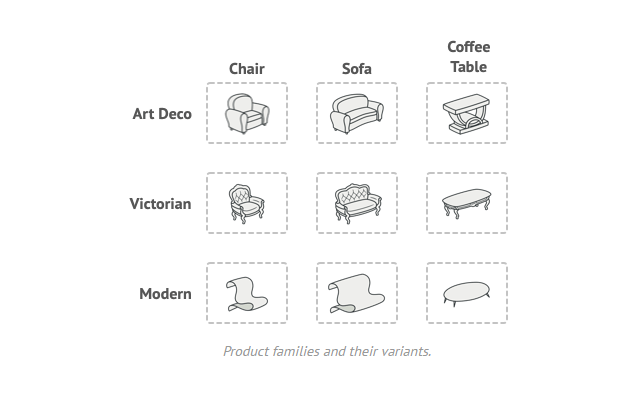 Coffee
Table
Chair
Sofa
Art Deco
Victorian
Modern
Product families and their variants.